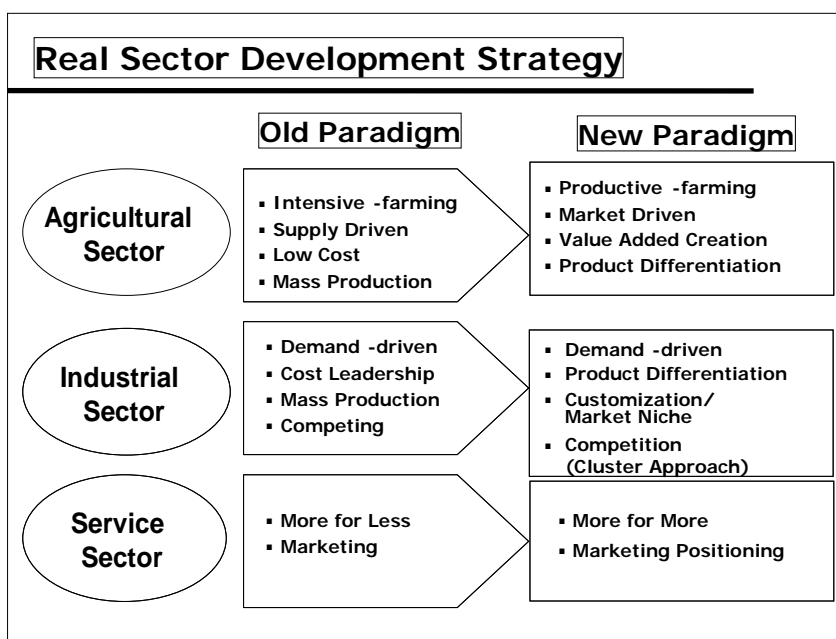 Real Sector Development Strategy
Old Paradigm
New Paradigm
Agricultural
Sector
▪ Intensive -farming
▪ Supply Driven
▪ Low Cost
▪ Mass Production
▪ Productive -farming
▪ Market Driven
▪ Value Added Creation
▪ Product Differentiation
Industrial
Sector
▪ Demand -driven
▪ Cost Leadership
▪ Mass Production
▪ Competing
▪ Demand -driven
▪ Product Differentiation
▪ Customization/
Market Niche
▪ Competition
(Cluster Approach)
Service
Sector
▪ More for Less
▪ Marketing
▪ More for More
▪ Marketing Positioning